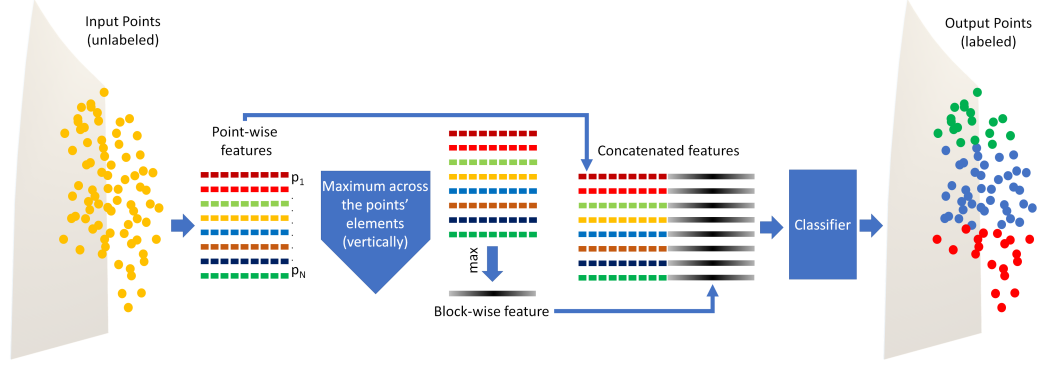 Input Points
(unlabeled)
Point-wise
features
p1
.
.
.
.
.
pN
Maximum across
the points'
elements
(vertically)
max
Block-wise feature
Concatenated features
Classifier
Output Points
(labeled)